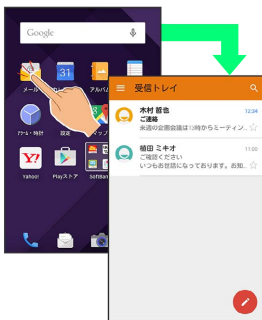 Google
31
メール
アルバム
アラーム・時計
設定
マップ
Y!
Yahoo!
Playストア
SoftBank
受信トレイ
木村 哲也
12:34
ご連絡
来週の企画会議は13時からミーティン...
植田 ミキオ
11:00
ご確認ください
いつもお世話になっております。お知...